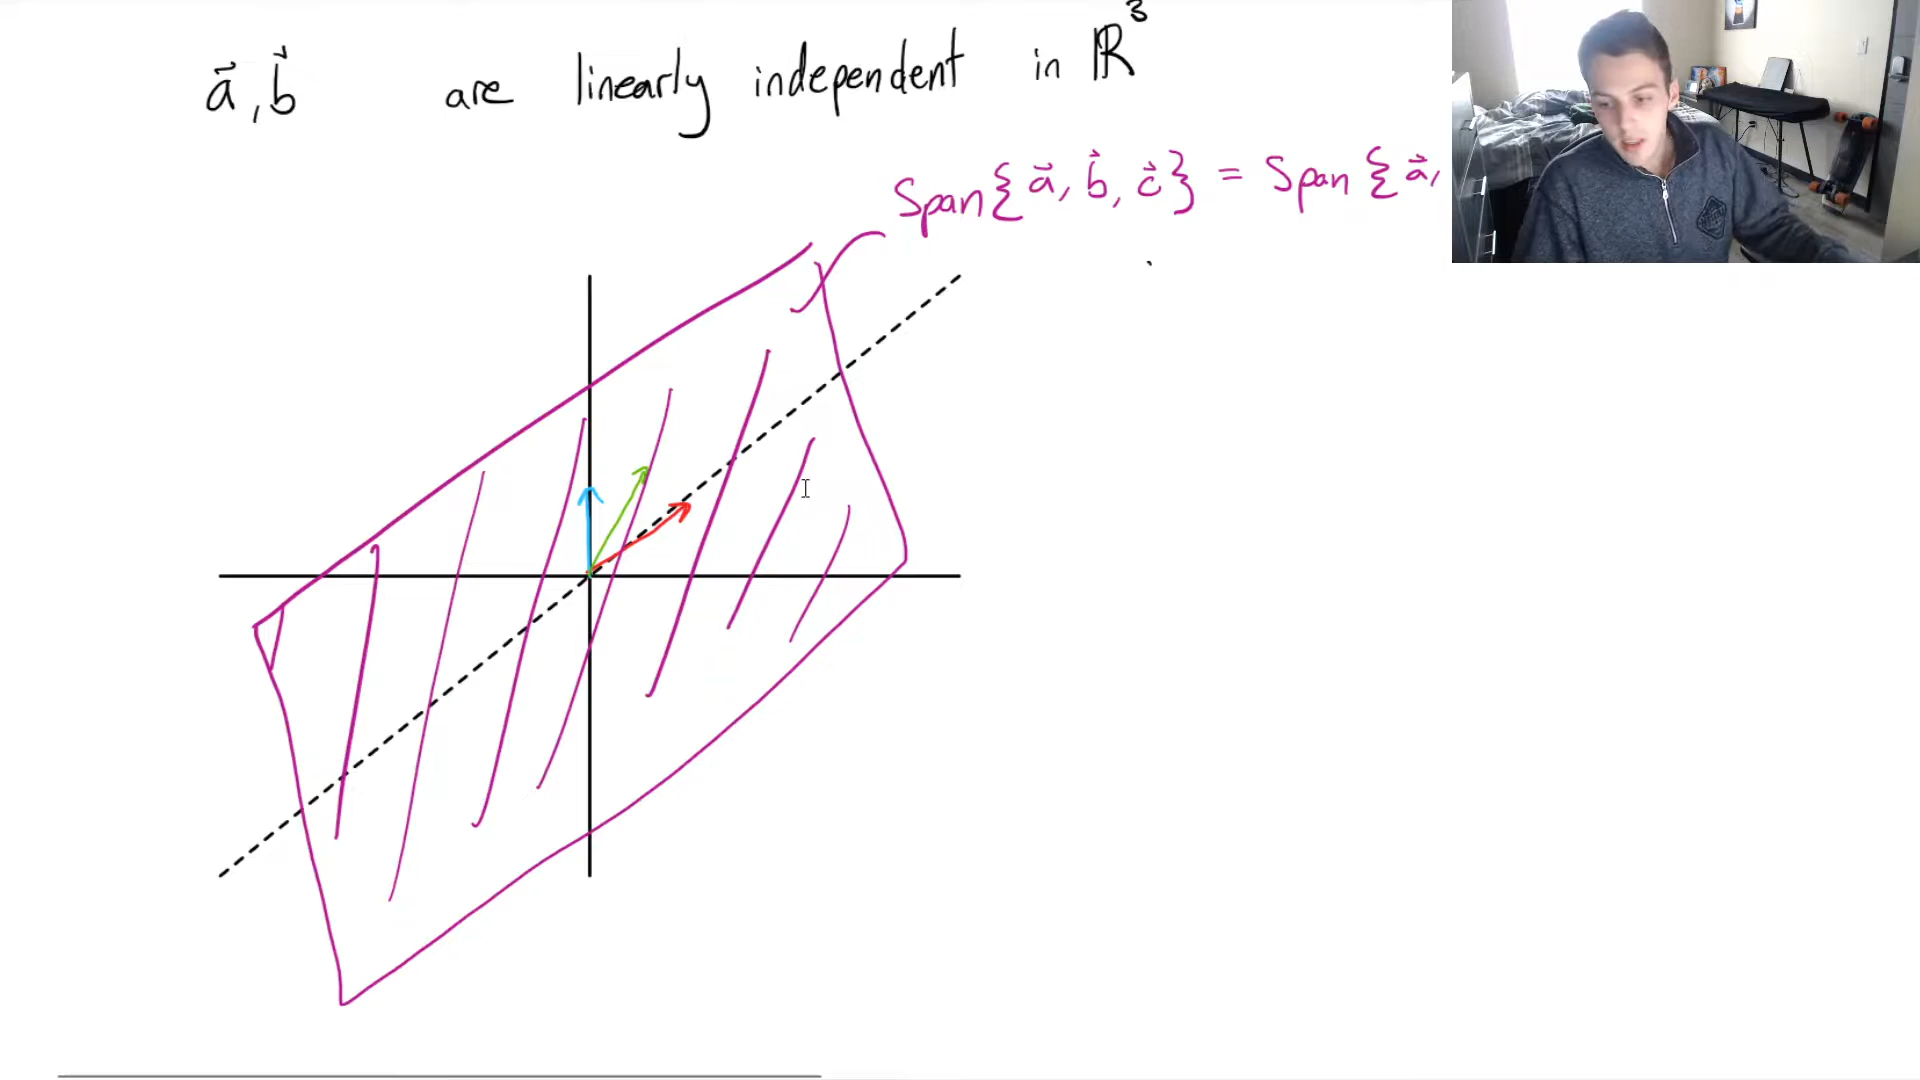 a⃗, b⃗ are linearly independent in ℝ³
Span{a⃗, b⃗, c⃗} = Span{a⃗,